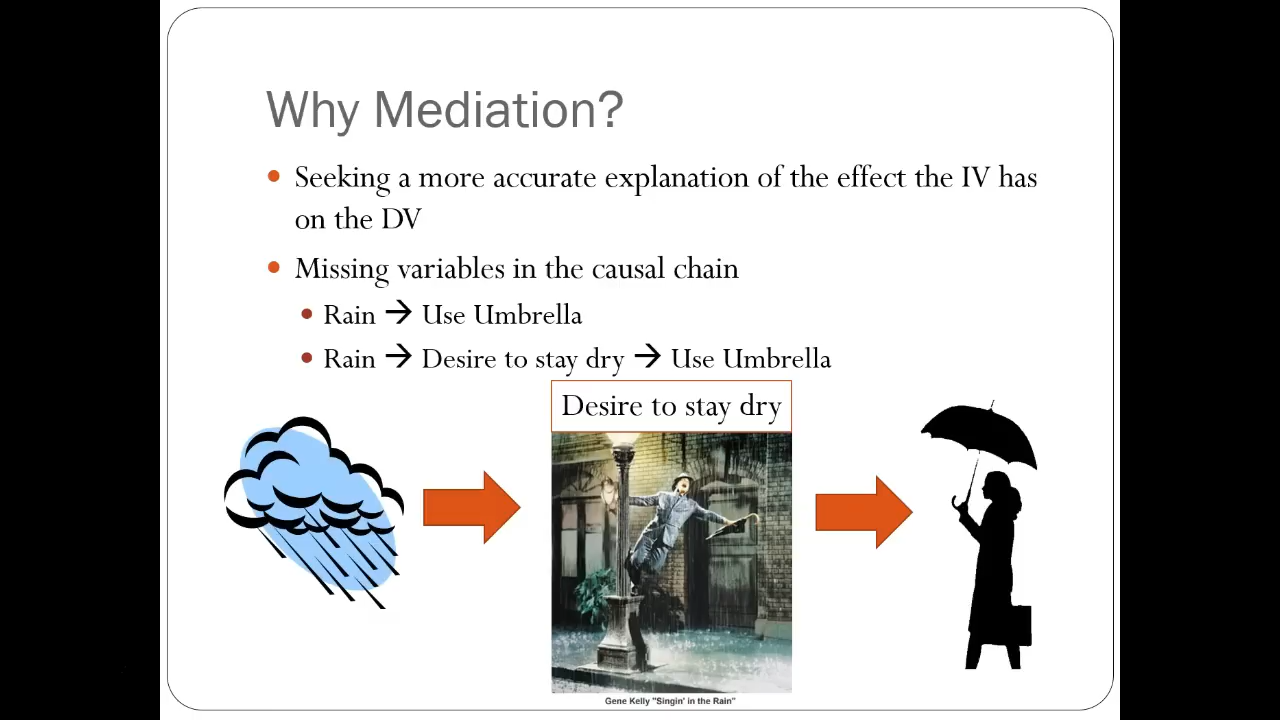 Why Mediation?
Seeking a more accurate explanation of the effect the IV has
on the DV
Missing variables in the causal chain
Rain → Use Umbrella
Rain → Desire to stay dry → Use Umbrella
Desire to stay dry
Gene Kelly "Singin' in the Rain"